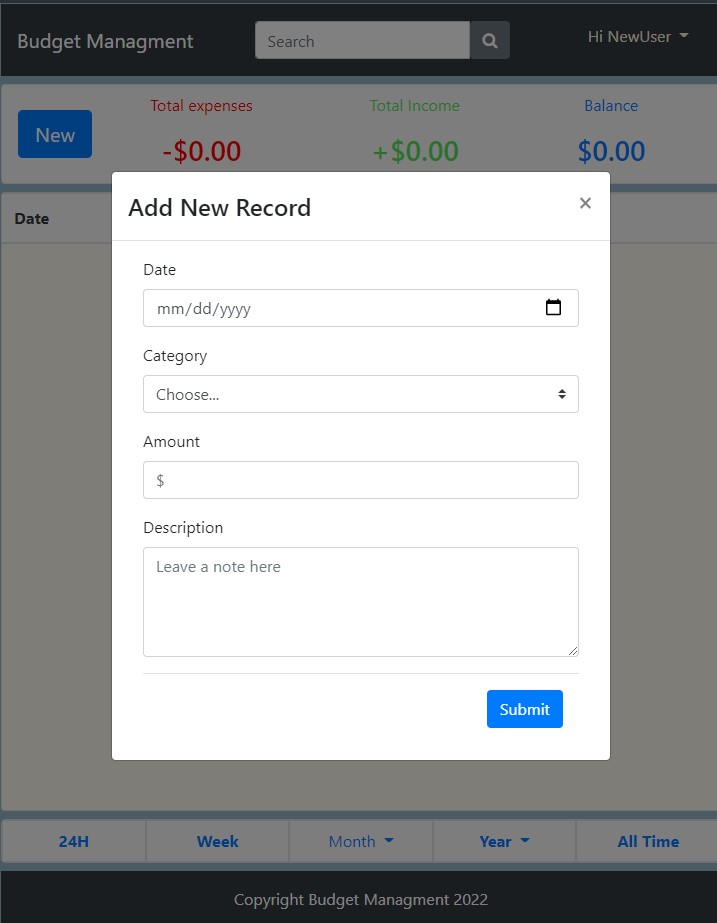 Budget Managment
Search
Hi NewUser
New
Total expenses
-$0.00
Total Income
+$0.00
Balance
$0.00
Date
Add New Record
×
Date
mm/dd/yyyy
Category
Choose...
Amount
$
Description
Leave a note here
Submit
24H
Week
Month
Year
All Time
Copyright Budget Managment 2022